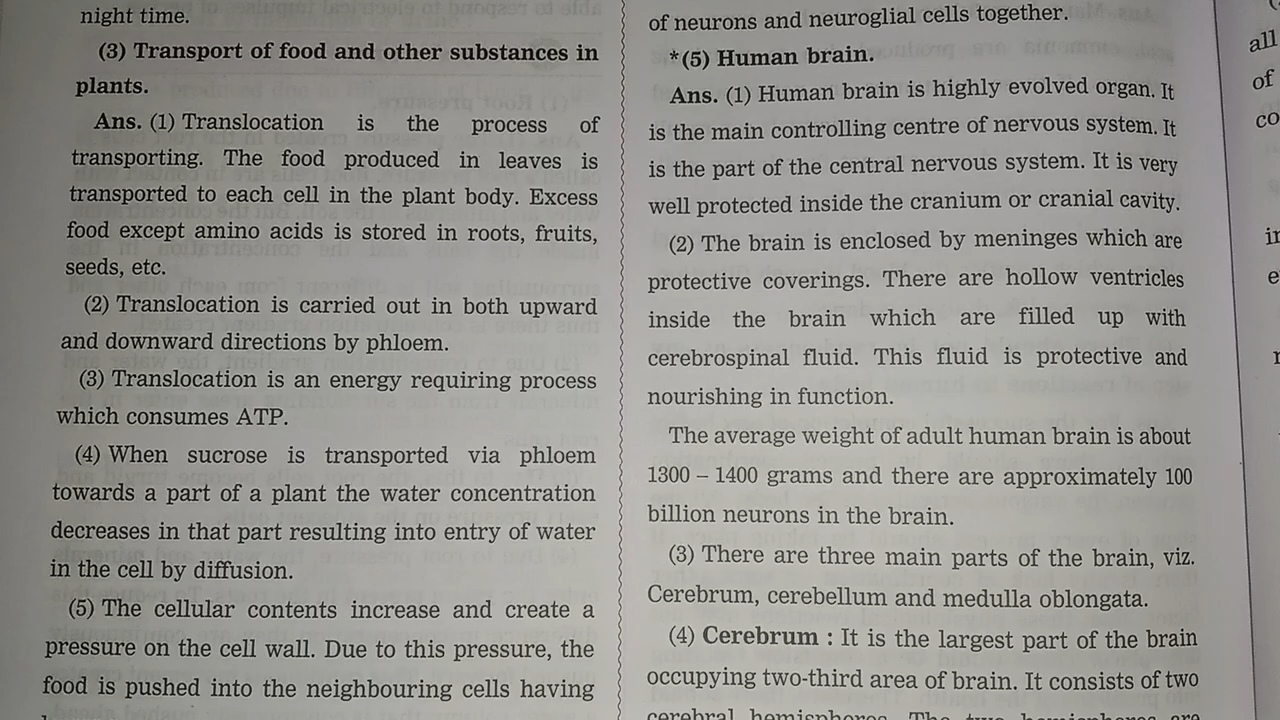 night time.
(3) Transport of food and other substances in
plants.
Ans. (1) Translocation is the process of
transporting. The food produced in leaves is
transported to each cell in the plant body. Excess
food except amino acids is stored in roots, fruits,
seeds, etc.
(2) Translocation is carried out in both upward
and downward directions by phloem.
(3) Translocation is an energy requiring process
which consumes ATP.
(4) When sucrose is transported via phloem
towards a part of a plant the water concentration
decreases in that part resulting into entry of water
in the cell by diffusion.
(5) The cellular contents increase and create a
pressure on the cell wall. Due to this pressure, the
food is pushed into the neighbouring cells having
of neurons and neuroglial cells together.
*(5) Human brain.
Ans. (1) Human brain is highly evolved organ. It
is the main controlling centre of nervous system. It
is the part of the central nervous system. It is very
well protected inside the cranium or cranial cavity.
(2) The brain is enclosed by meninges which are
protective coverings. There are hollow ventricles
inside the brain which are filled up with
cerebrospinal fluid. This fluid is protective and
nourishing in function.
The average weight of adult human brain is about
1300 – 1400 grams and there are approximately 100
billion neurons in the brain.
(3) There are three main parts of the brain, viz.
Cerebrum, cerebellum and medulla oblongata.
(4) Cerebrum : It is the largest part of the brain
occupying two-third area of brain. It consists of two
cerebral hemispheres. The two hemispheres are
all
of